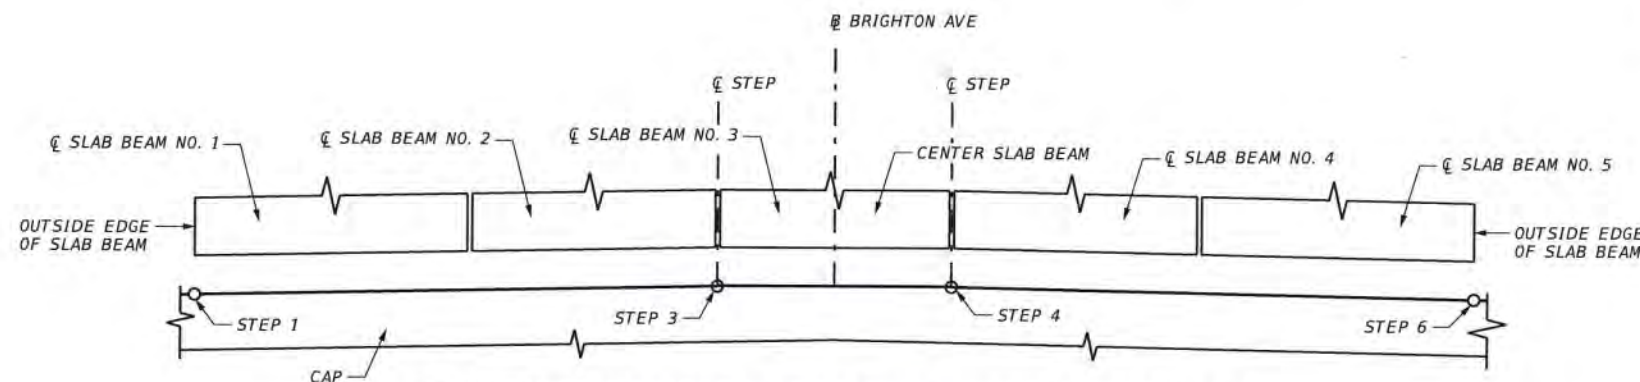 ℄ BRIGHTON AVE
℄ STEP
℄ STEP
℄ SLAB BEAM NO. 1
℄ SLAB BEAM NO. 2
℄ SLAB BEAM NO. 3
CENTER SLAB BEAM
℄ SLAB BEAM NO. 4
℄ SLAB BEAM NO. 5
OUTSIDE EDGE
OF SLAB BEAM
OUTSIDE EDGE
OF SLAB BEAM
STEP 1
STEP 3
STEP 4
STEP 6
CAP